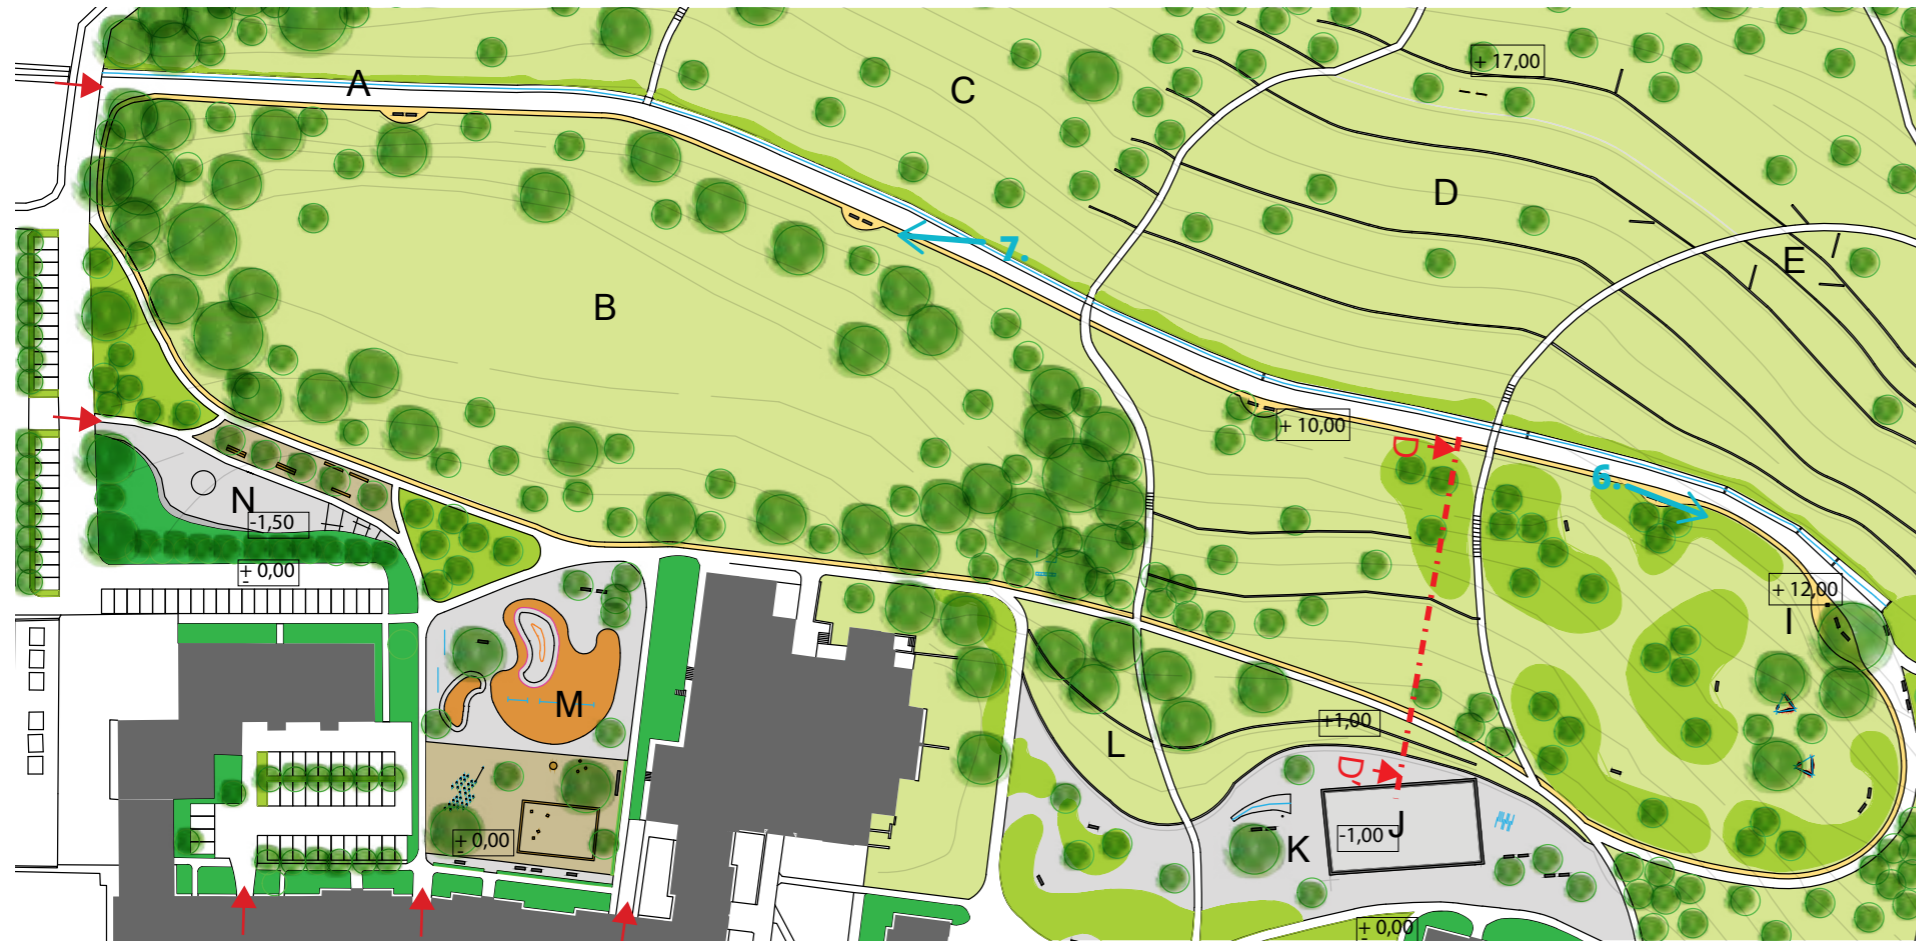 A
C
+ 17,00
D
E
7.
B
+ 10,00
D
6.
N
-1,50
± 0,00
+ 12,00
I
M
L
+1,00
D'
± 0,00
-1,00 J
K
± 0,00